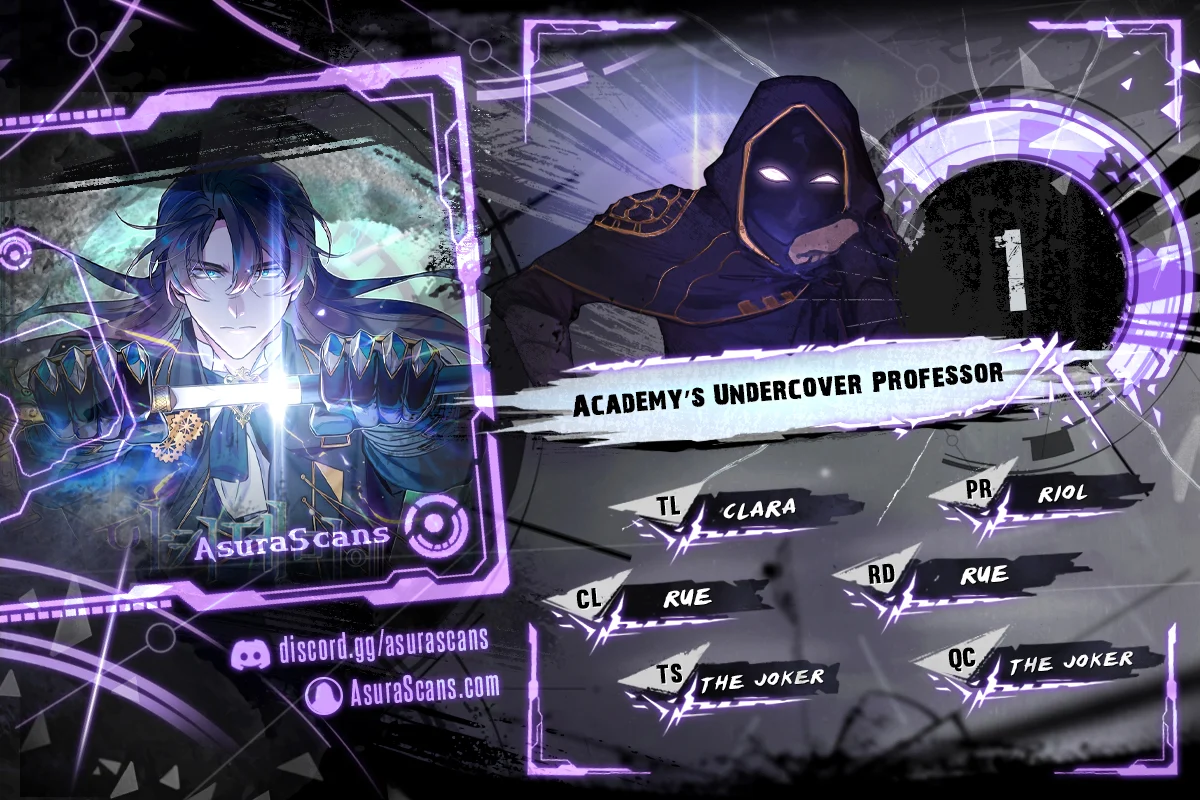 1
ACADEMY'S UNDERCOVER PROFESSOR
TL CLARA
PR RIOL
CL RUE
RD RUE
TS THE JOKER
QC THE JOKER
AsuraScans
discord.gg/asurascans
AsuraScans.com